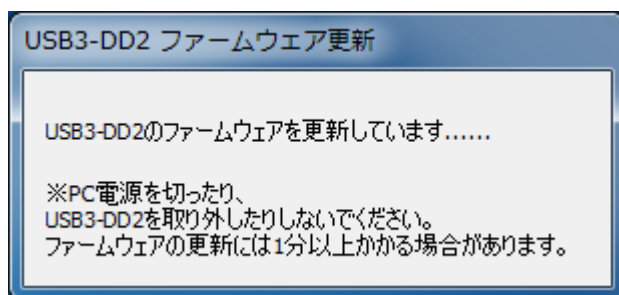 USB3-DD2 ファームウエア更新
USB3-DD2のファームウェアを更新しています......
※PC電源を切ったり、
USB3-DD2を取り外したりしないでください。
ファームウェアの更新には1分以上かかる場合があります。